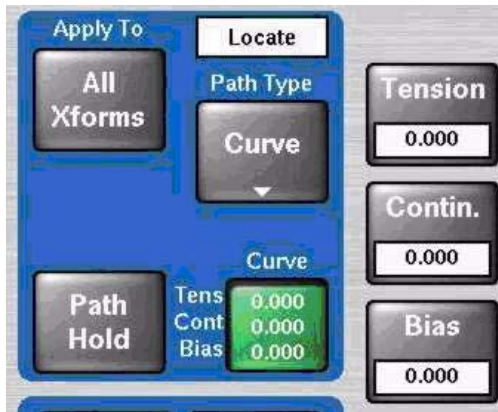 Apply To
Locate
All
Xforms
Path Type
Curve
Path
Hold
Curve
Tens 0.000
Cont 0.000
Bias 0.000
Tension
0.000
Contin.
0.000
Bias
0.000